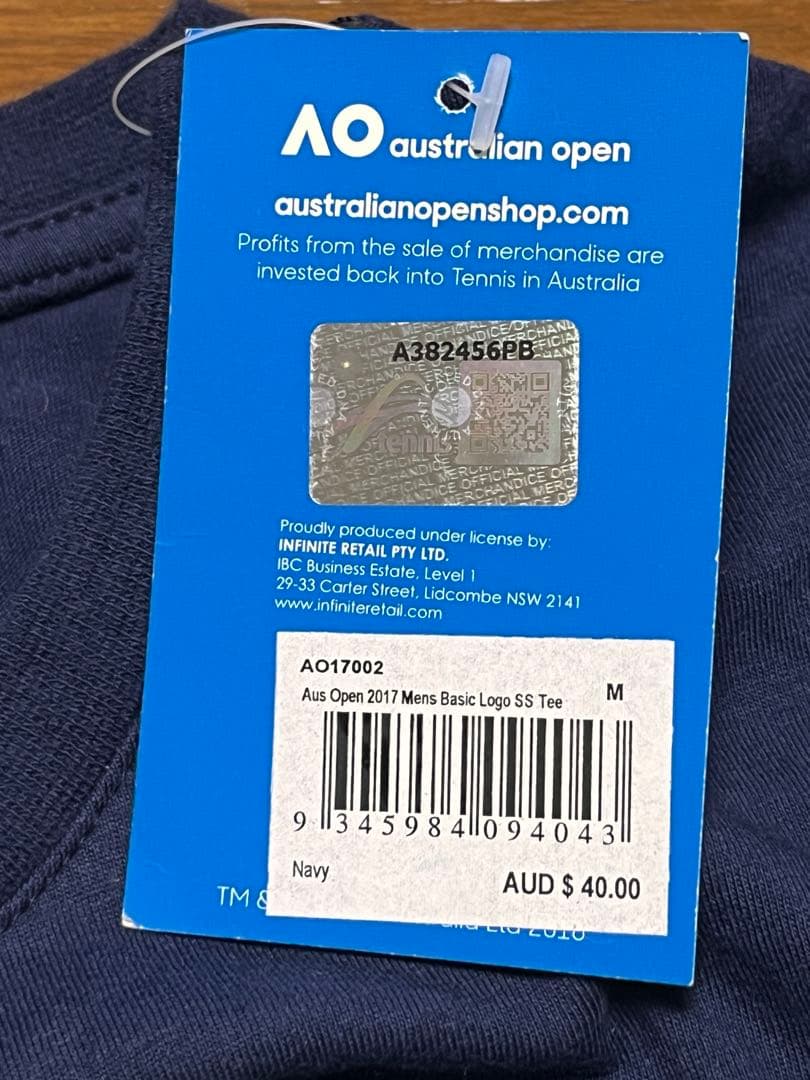 AO australian open
australianopenshop.com
Profits from the sale of merchandise are
invested back into Tennis in Australia
A382456PB
tennis
Proudly produced under license by:
INFINITE RETAIL PTY LTD.
IBC Business Estate, Level 1
29-33 Carter Street, Lidcombe NSW 2141
www.infiniteretail.com
AO17002
M
Aus Open 2017 Mens Basic Logo SS Tee
9 345984 094043
Navy
AUD $ 40.00
TM &